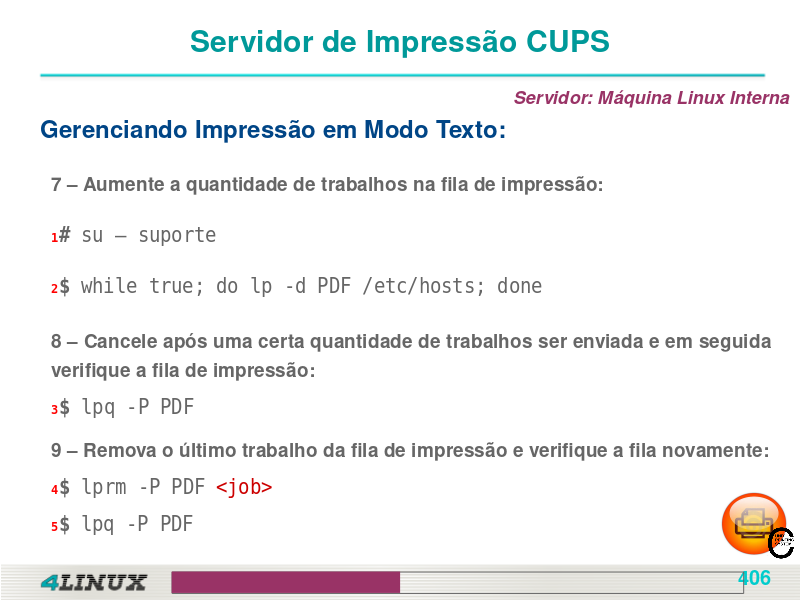 Servidor de Impressão CUPS
Servidor: Máquina Linux Interna
Gerenciando Impressão em Modo Texto:
7 – Aumente a quantidade de trabalhos na fila de impressão:
1# su – suporte
2$ while true; do lp -d PDF /etc/hosts; done
8 – Cancele após uma certa quantidade de trabalhos ser enviada e em seguida
verifique a fila de impressão:
3$ lpq -P PDF
9 – Remova o último trabalho da fila de impressão e verifique a fila novamente:
4$ lprm -P PDF <job>
5$ lpq -P PDF
4LINUX
406